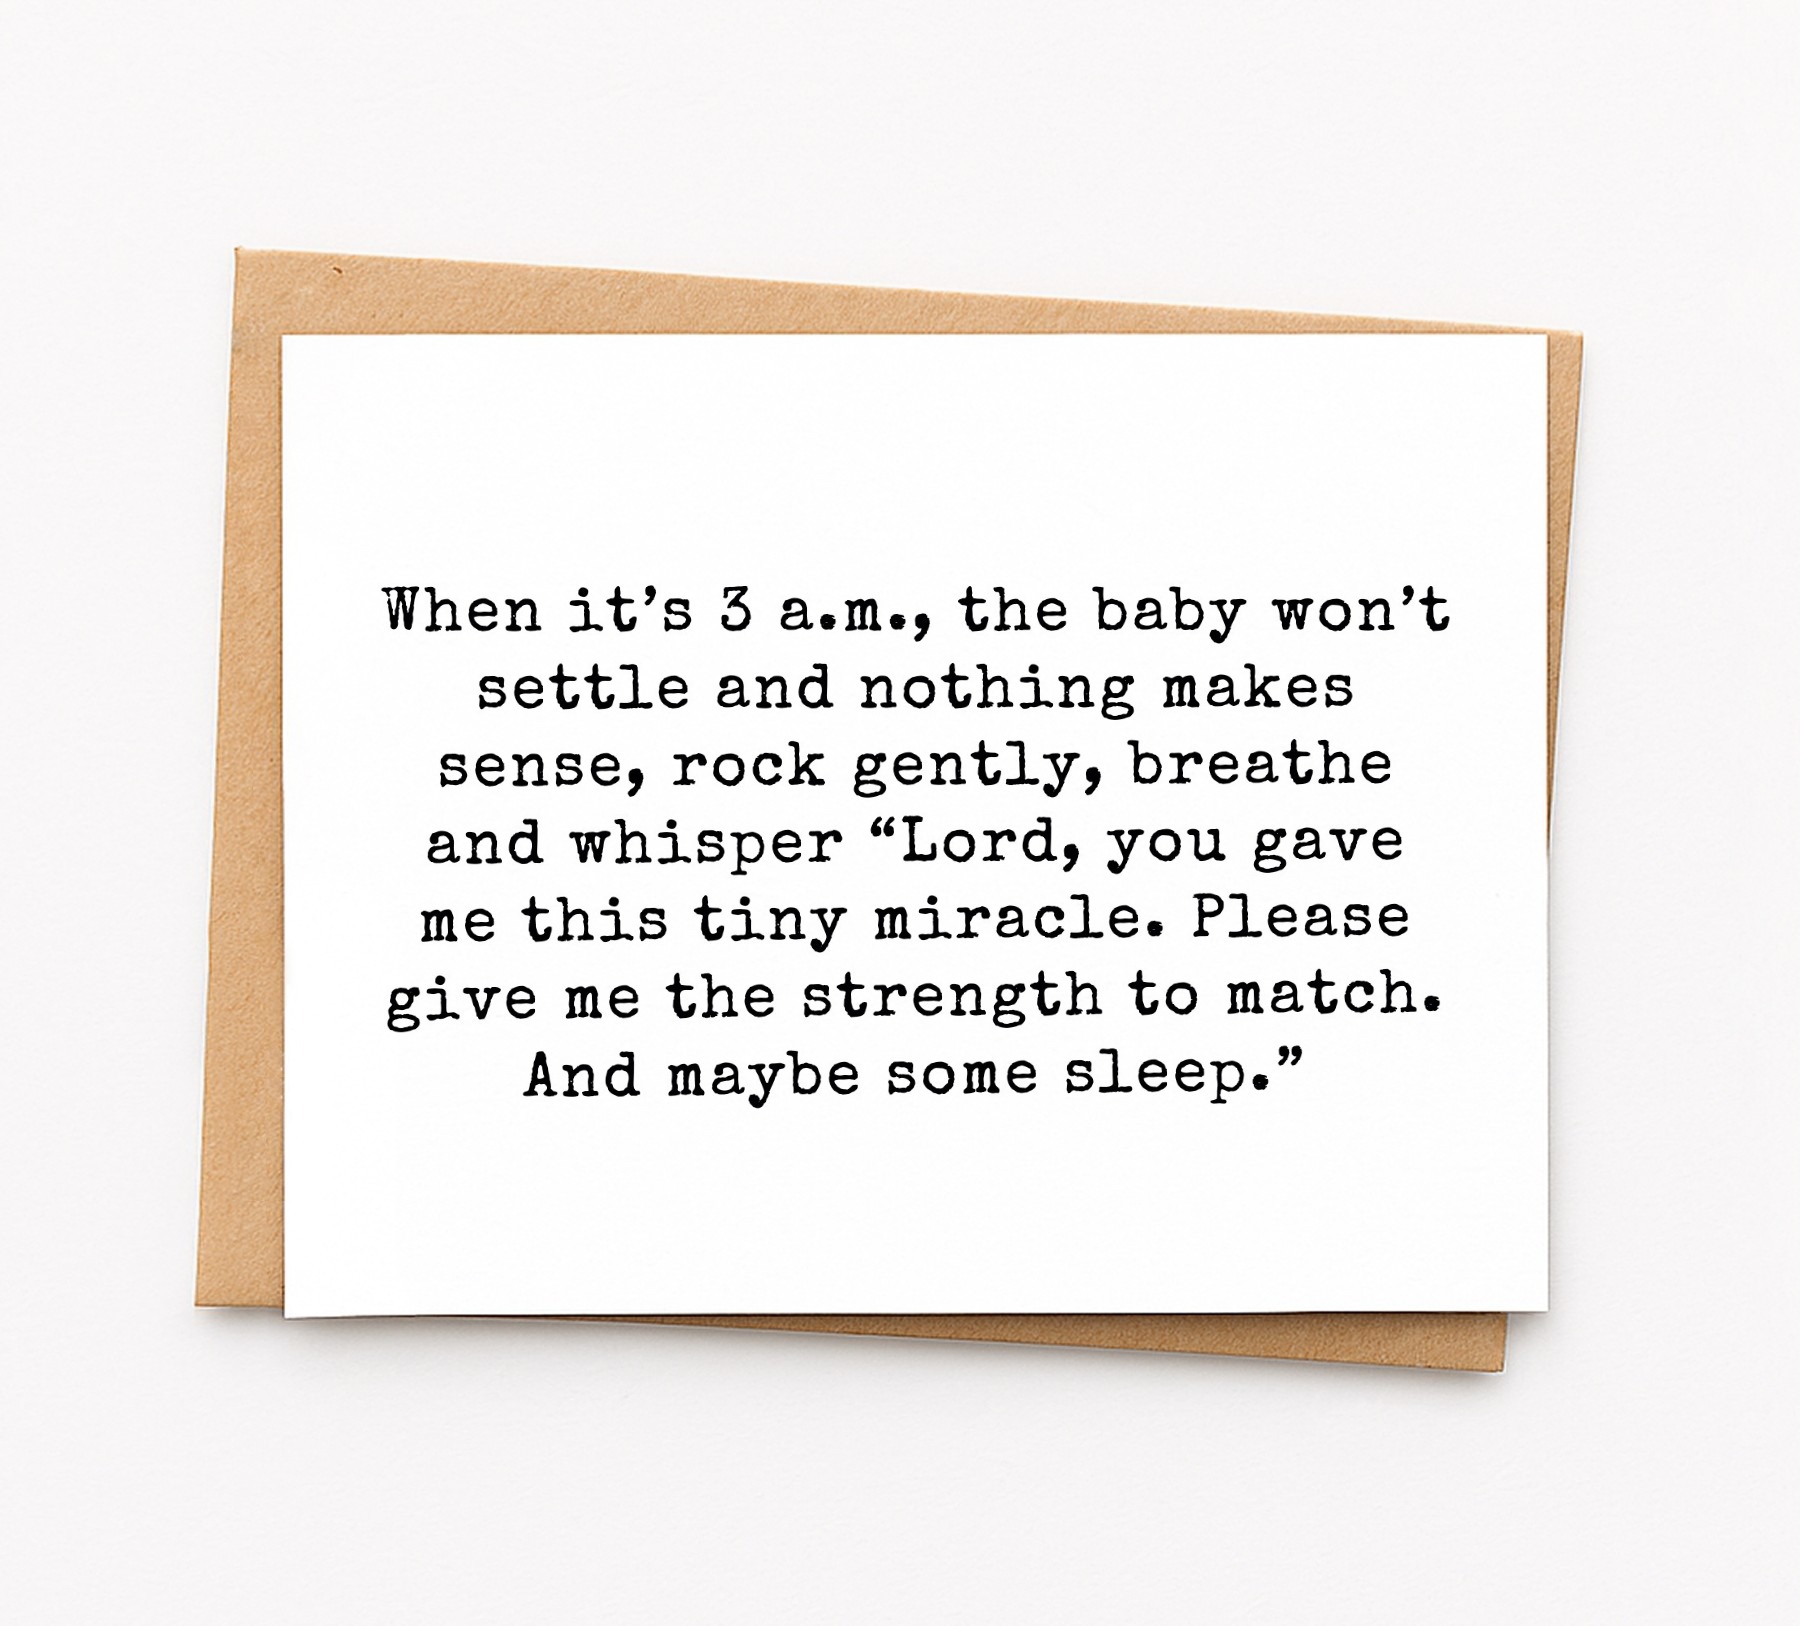 When it’s 3 a.m., the baby won’t
settle and nothing makes
sense, rock gently, breathe
and whisper “Lord, you gave
me this tiny miracle. Please
give me the strength to match.
And maybe some sleep.”